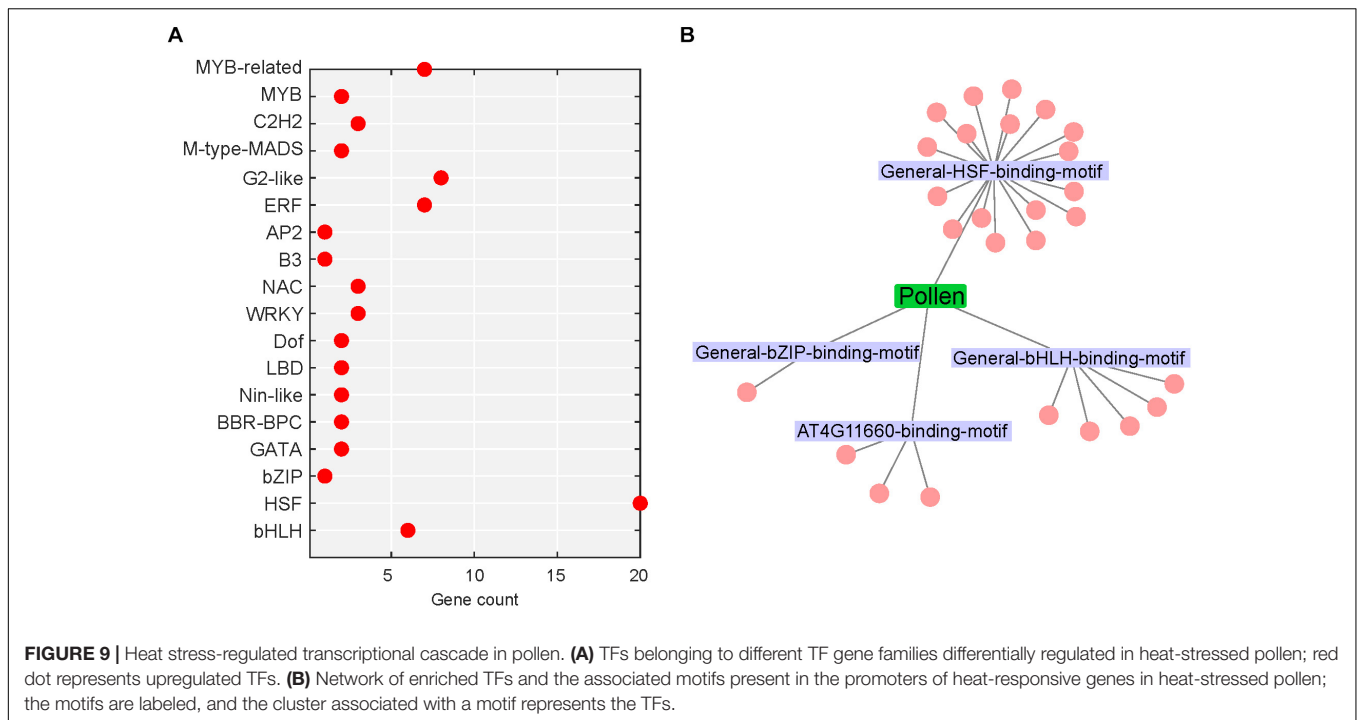 A
MYB-related
MYB
C2H2
M-type-MADS
G2-like
ERF
AP2
B3
NAC
WRKY
Dof
LBD
Nin-like
BBR-BPC
GATA
bZIP
HSF
bHLH
5 10 15 20
Gene count
B
General-HSF-binding-motif
Pollen
General-bZIP-binding-motif
General-bHLH-binding-motif
AT4G11660-binding-motif
FIGURE 9 | Heat stress-regulated transcriptional cascade in pollen. (A) TFs belonging to different TF gene families differentially regulated in heat-stressed pollen; red
dot represents upregulated TFs. (B) Network of enriched TFs and the associated motifs present in the promoters of heat-responsive genes in heat-stressed pollen;
the motifs are labeled, and the cluster associated with a motif represents the TFs.